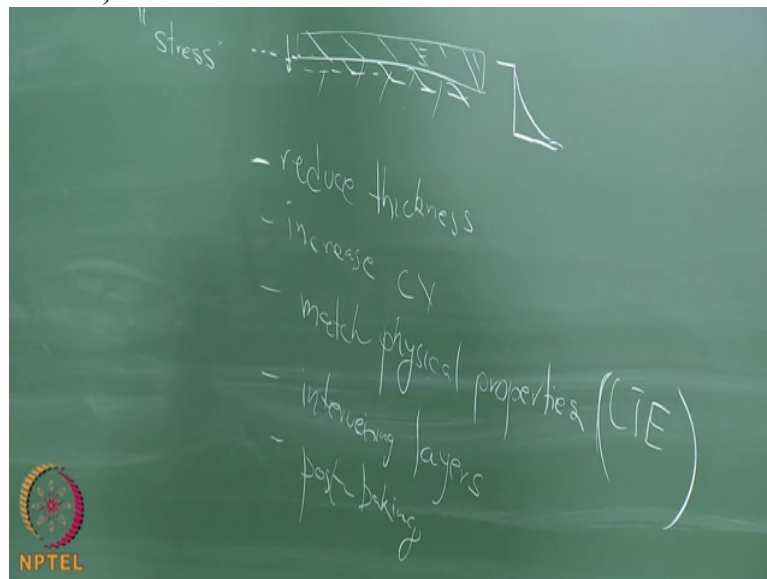 "stress"
- reduce thickness
- increase CV
- match physical properties (CTE)
- intervening layers
- post baking
NPTEL